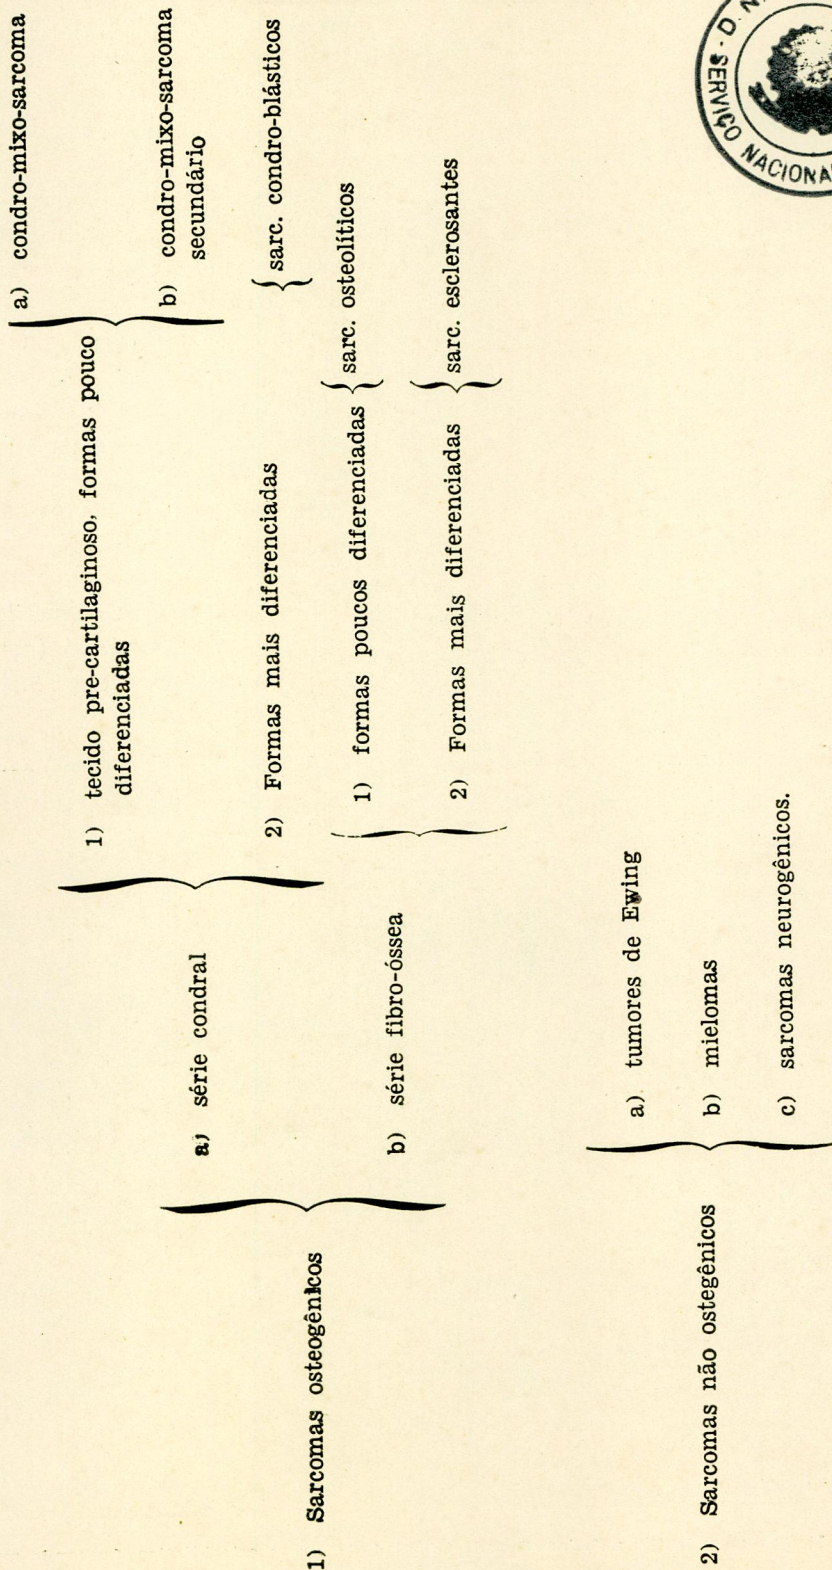 1) Sarcomas osteogênicos
a) série condral
1) tecido pre-cartilaginoso, formas pouco
diferenciadas
a) condro-mixo-sarcoma
b) condro-mixo-sarcoma
secundário
2) Formas mais diferenciadas
sarc. condro-blásticos
b) série fibro-óssea
1) formas poucos diferenciadas
sarc. osteolíticos
2) Formas mais diferenciadas
sarc. esclerosantes
2) Sarcomas não ostegênicos
a) tumores de Ewing
b) mielomas
c) sarcomas neurogênicos.
SERVIÇO